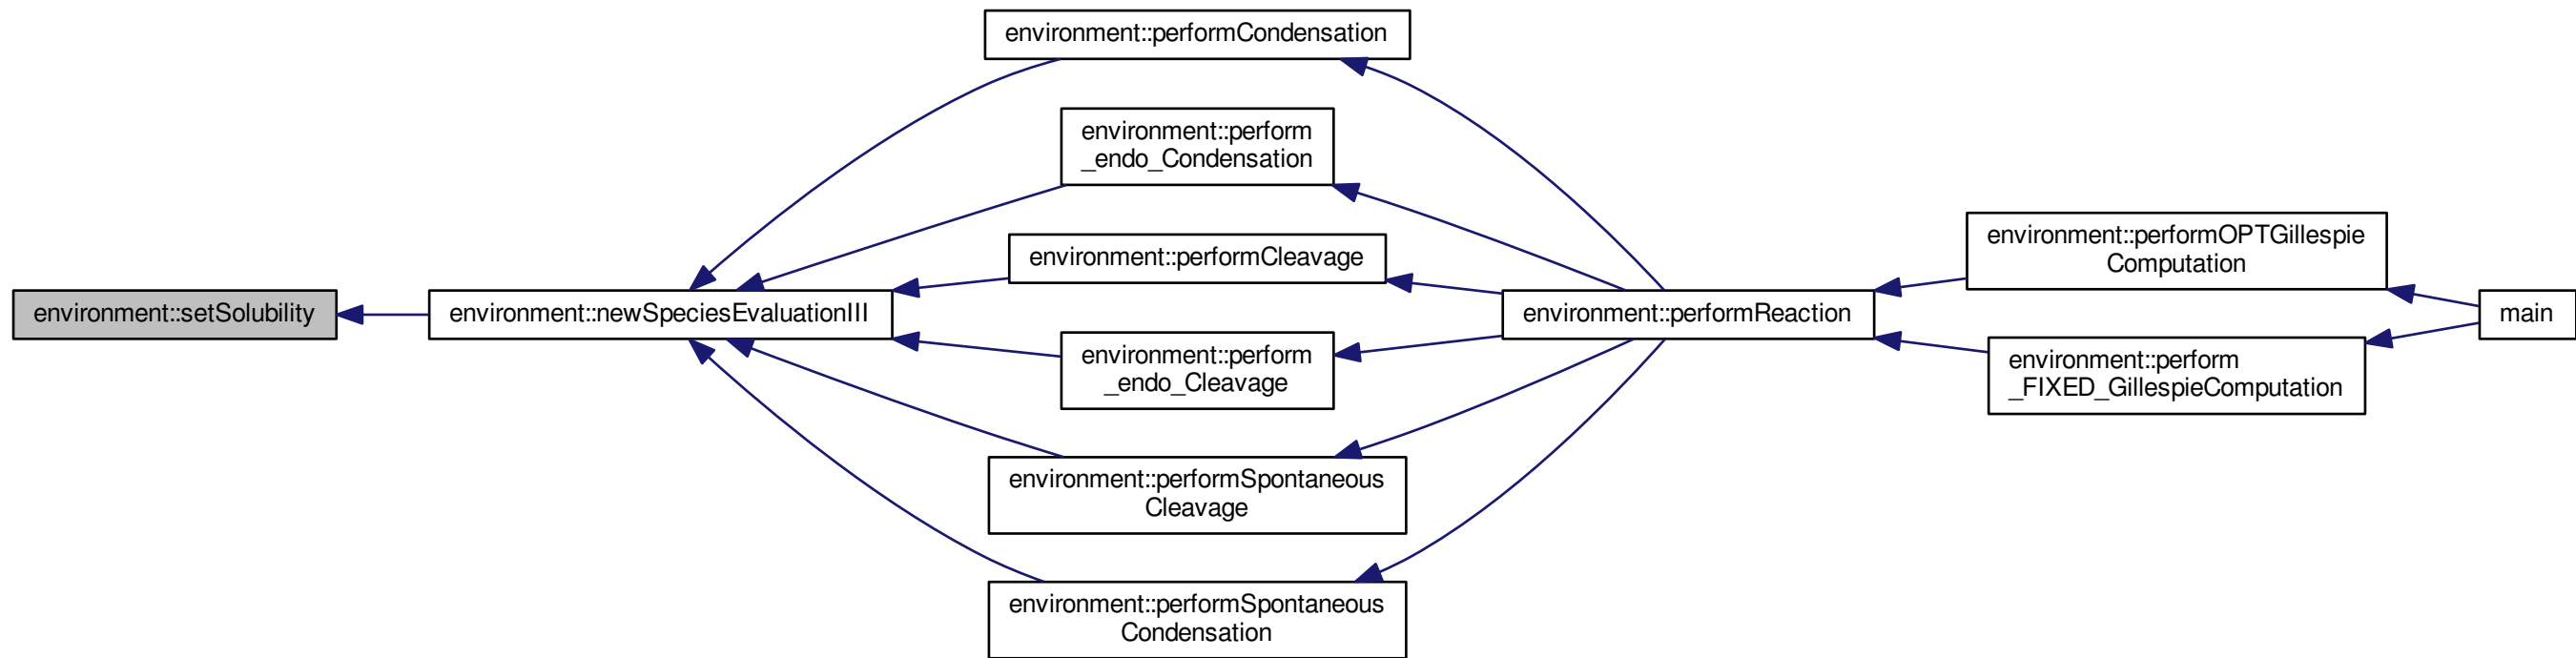 environment::setSolubility
environment::newSpeciesEvaluationIII
environment::performCondensation
environment::perform
_endo_Condensation
environment::performCleavage
environment::perform
_endo_Cleavage
environment::performSpontaneous
Cleavage
environment::performSpontaneous
Condensation
environment::performReaction
environment::performOPTGillespie
Computation
environment::perform
_FIXED_GillespieComputation
main